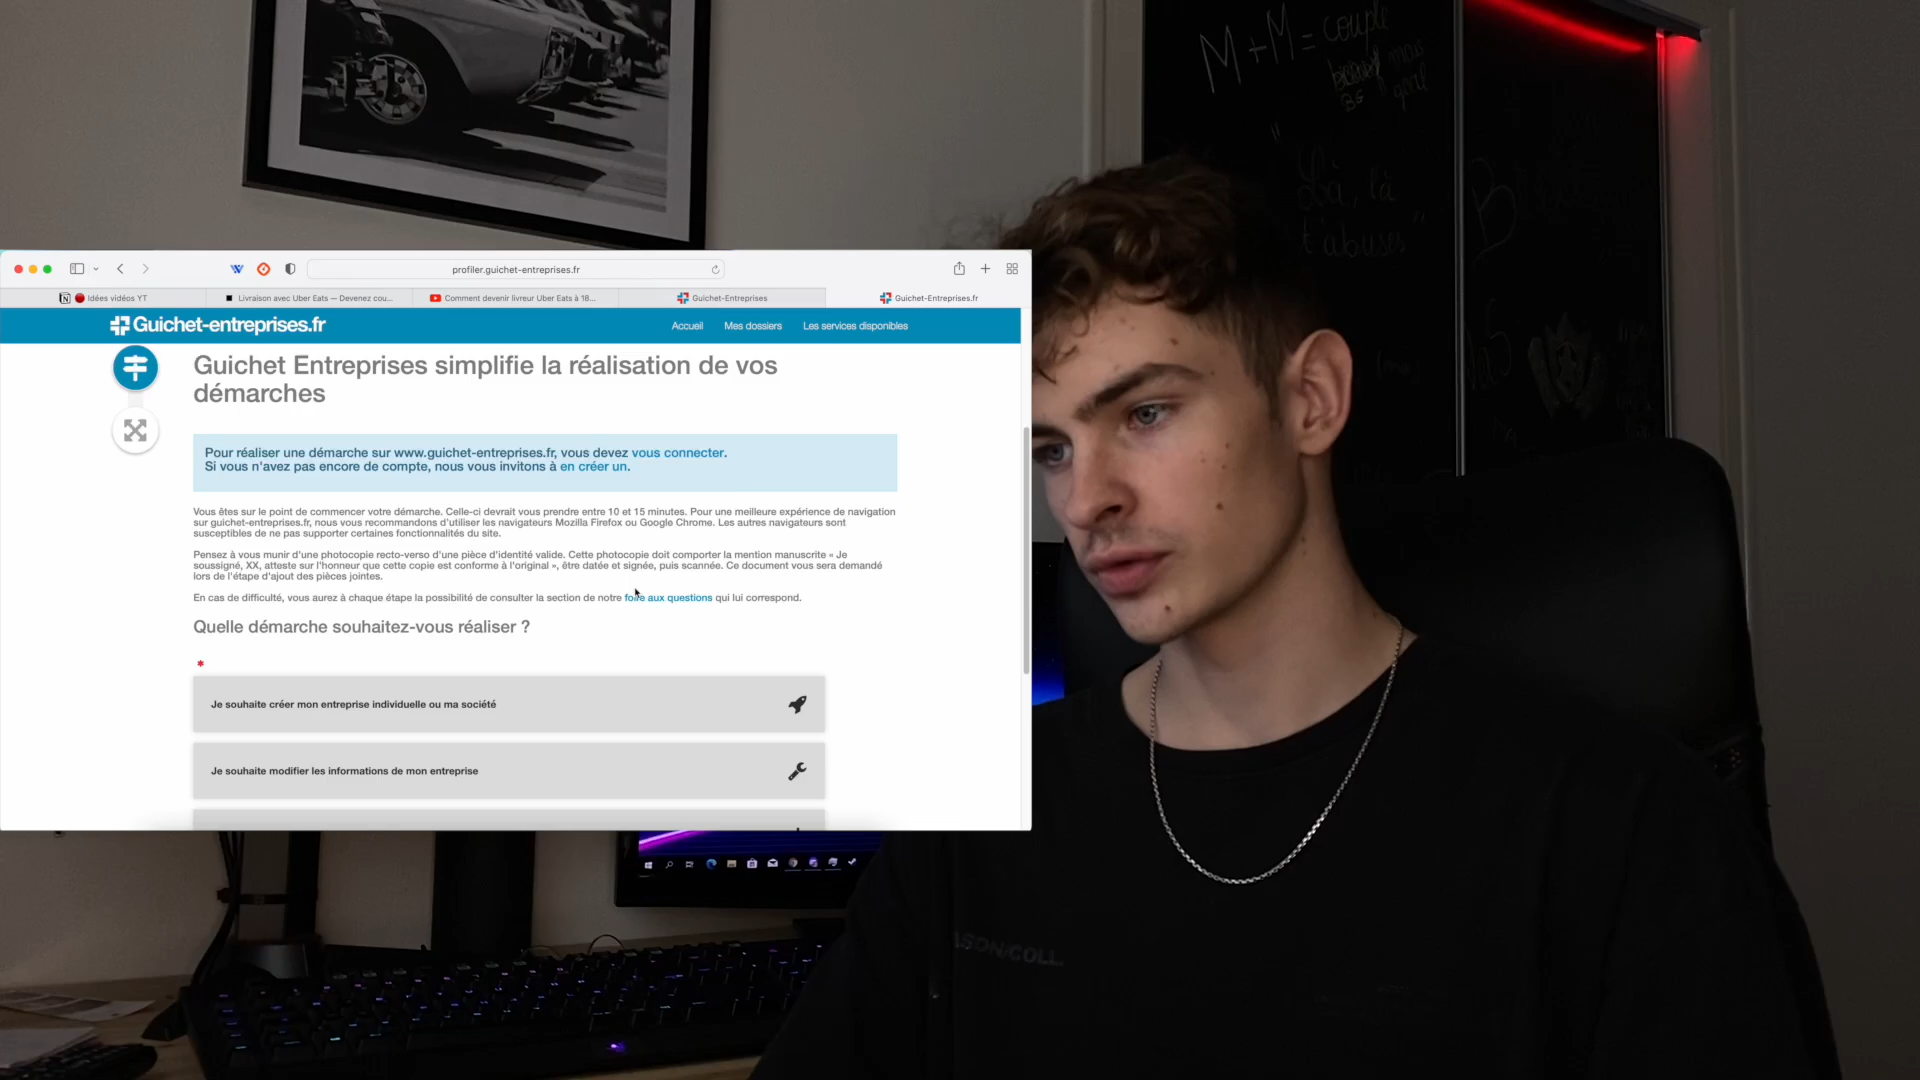 M+M= couple
mais
goal
BG
"Là, là
t'abuses"
profiler.guichet-entreprises.fr
Idées vidéos YT
Livraison avec Uber Eats — Devenez cou...
Comment devenir livreur Uber Eats à 18...
Guichet-Entreprises
Guichet-Entreprises.fr
Guichet-entreprises.fr
Accueil
Mes dossiers
Les services disponibles
Guichet Entreprises simplifie la réalisation de vos
démarches
Pour réaliser une démarche sur www.guichet-entreprises.fr, vous devez vous connecter.
Si vous n'avez pas encore de compte, nous vous invitons à en créer un.
Vous êtes sur le point de commencer votre démarche. Celle-ci devrait vous prendre entre 10 et 15 minutes. Pour une meilleure expérience de navigation
sur guichet-entreprises.fr, nous vous recommandons d'utiliser les navigateurs Mozilla Firefox ou Google Chrome. Les autres navigateurs sont
susceptibles de ne pas supporter certaines fonctionnalités du site.
Pensez à vous munir d'une photocopie recto-verso d'une pièce d'identité valide. Cette photocopie doit comporter la mention manuscrite « Je
soussigné, XX, atteste sur l'honneur que cette copie est conforme à l'original », être datée et signée, puis scannée. Ce document vous sera demandé
lors de l'étape d'ajout des pièces jointes.
En cas de difficulté, vous aurez à chaque étape la possibilité de consulter la section de notre foire aux questions qui lui correspond.
Quelle démarche souhaitez-vous réaliser ?
*
Je souhaite créer mon entreprise individuelle ou ma société
Je souhaite modifier les informations de mon entreprise
ASON/COLL.